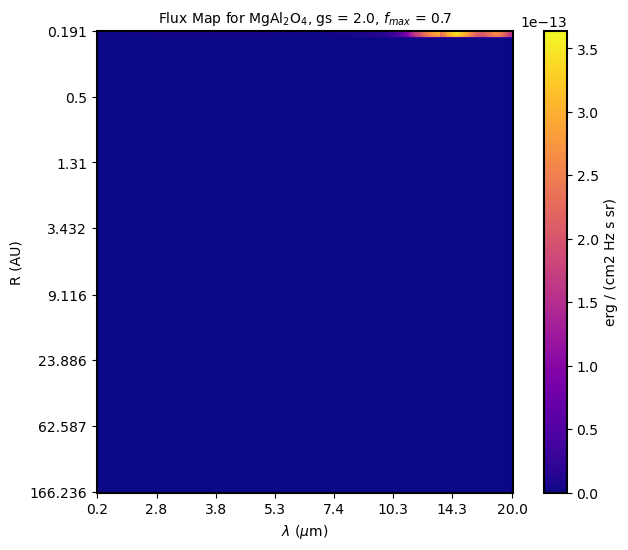 Flux Map for MgAl₂O₄, gs = 2.0, f_max = 0.7
1e−13
0.191
0.5
1.31
3.432
9.116
23.886
62.587
166.236
R (AU)
0.2 2.8 3.8 5.3 7.4 10.3 14.3 20.0
λ (μm)
3.5
3.0
2.5
2.0
1.5
1.0
0.5
0.0
erg / (cm2 Hz s sr)